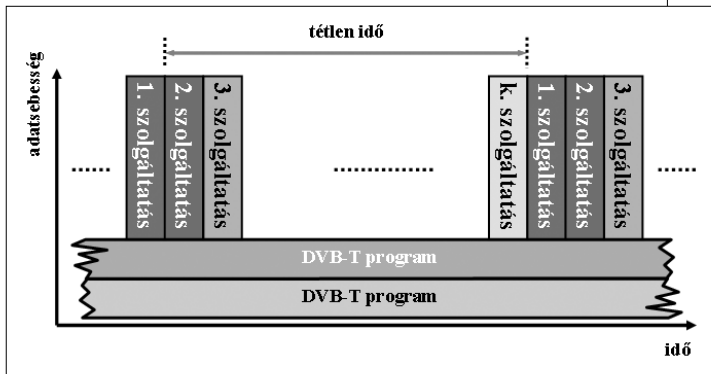 tétlen idő
adatsebesség
1. szolgáltatás
2. szolgáltatás
3. szolgáltatás
k. szolgáltatás
1. szolgáltatás
2. szolgáltatás
3. szolgáltatás
DVB-T program
DVB-T program
idő